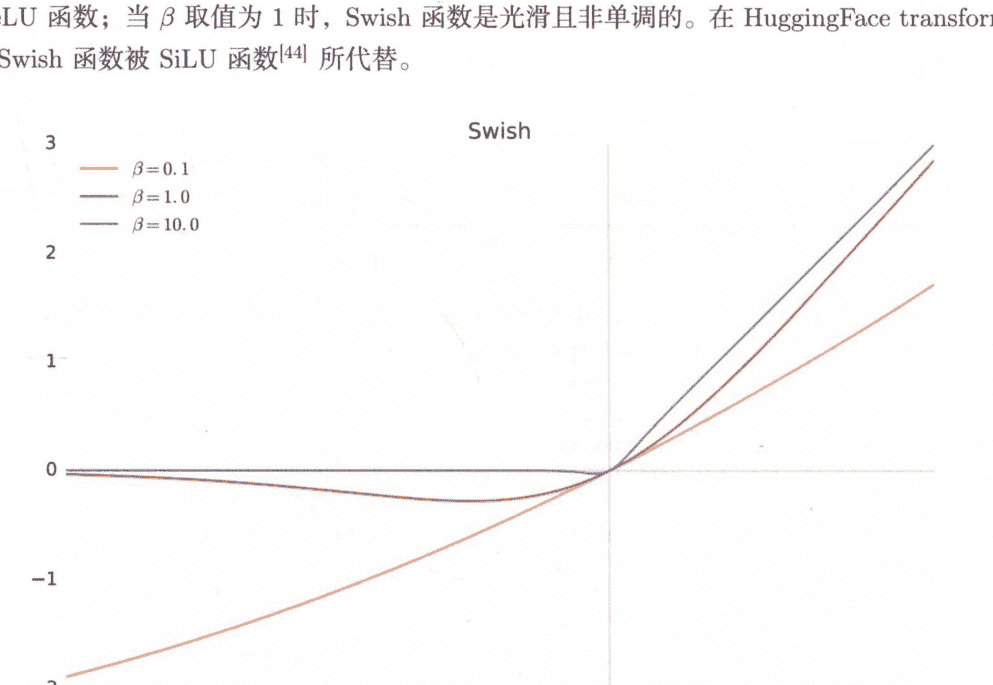 LU 函数；当 β 取值为 1 时，Swish 函数是光滑且非单调的。在 HuggingFace transform
Swish 函数被 SiLU 函数[44] 所代替。
Swish
3
β=0.1
β=1.0
β=10.0
2
1
0
−1